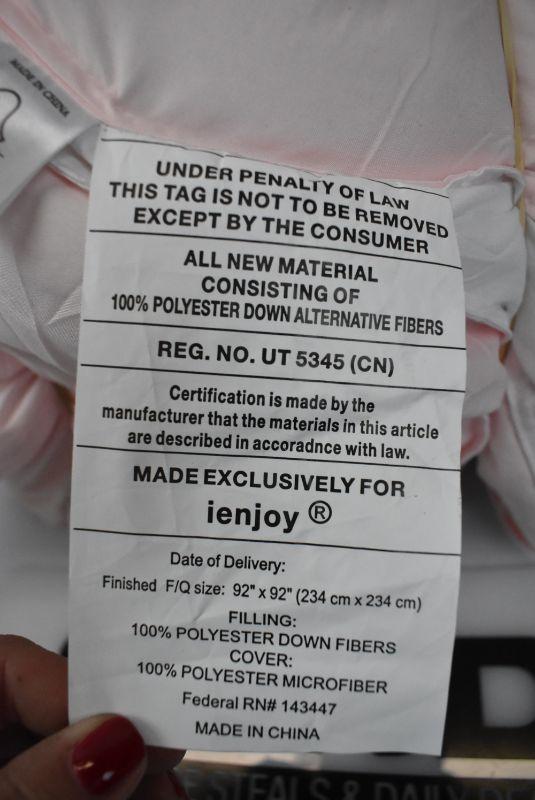 MADE IN CHINA
UNDER PENALTY OF LAW
THIS TAG IS NOT TO BE REMOVED
EXCEPT BY THE CONSUMER
ALL NEW MATERIAL
CONSISTING OF
100% POLYESTER DOWN ALTERNATIVE FIBERS
REG. NO. UT 5345 (CN)
Certification is made by the
manufacturer that the materials in this article
are described in accoradnce with law.
MADE EXCLUSIVELY FOR
ienjoy ®
Date of Delivery:
Finished F/Q size: 92" x 92" (234 cm x 234 cm)
FILLING:
100% POLYESTER DOWN FIBERS
COVER:
100% POLYESTER MICROFIBER
Federal RN# 143447
MADE IN CHINA
STEALS & DAILY